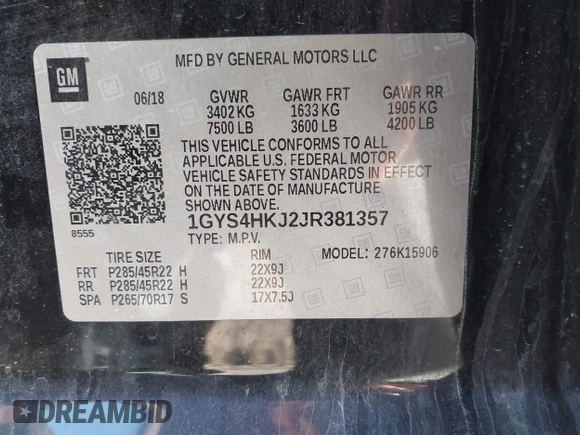 GM
MFD BY GENERAL MOTORS LLC
06/18 GVWR GAWR FRT GAWR RR
3402 KG 1633 KG 1905 KG
7500 LB 3600 LB 4200 LB
THIS VEHICLE CONFORMS TO ALL
APPLICABLE U.S. FEDERAL MOTOR
VEHICLE SAFETY STANDARDS IN EFFECT ON
THE DATE OF MANUFACTURE SHOWN ABOVE.
8555 1GYS4HKJ2JR381357
TYPE: M.P.V. MODEL: 276K15906
TIRE SIZE RIM
FRT P285/45R22 H 22X9J
RR P285/45R22 H 22X9J
SPA P265/70R17 S 17X7.5J
DREAMBID